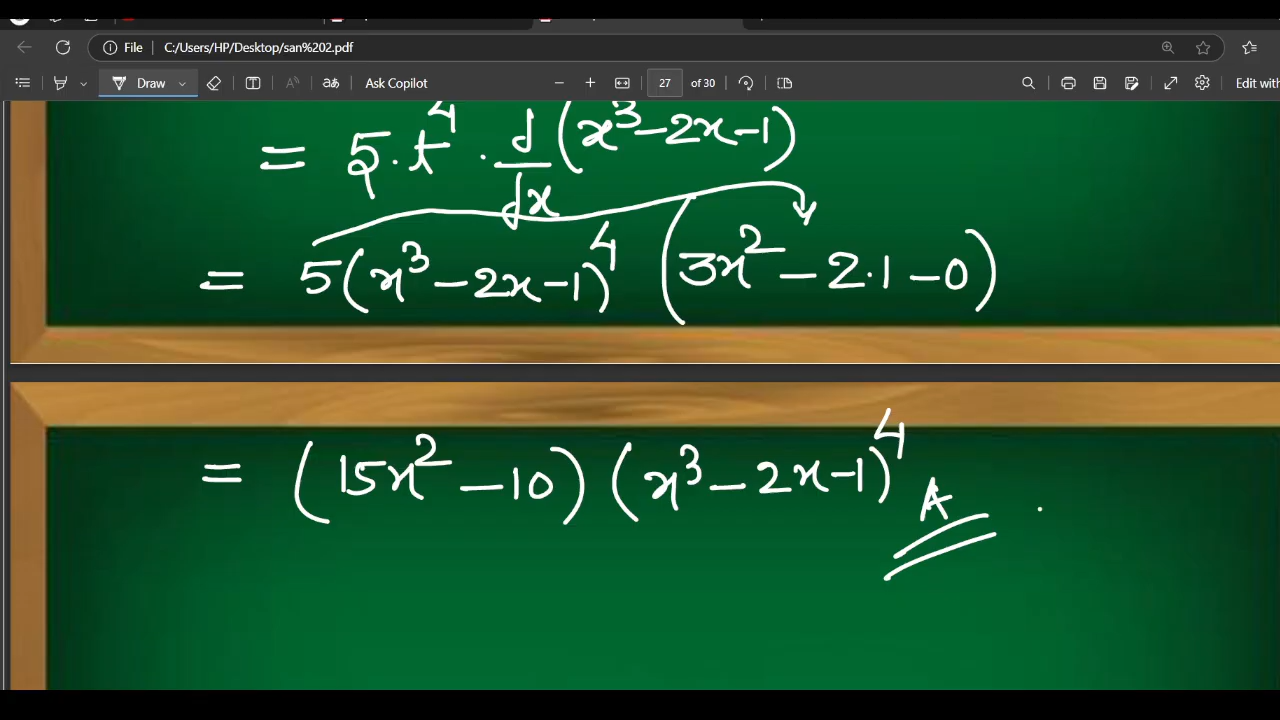 File | C:/Users/HP/Desktop/san%202.pdf
Draw Ask Copilot 27 of 30 Edit with
= 5·t⁴ · d/dx (x³-2x-1)
= 5(x³-2x-1)⁴ (3x²-2·1-0)
= (15x²-10)(x³-2x-1)⁴ A